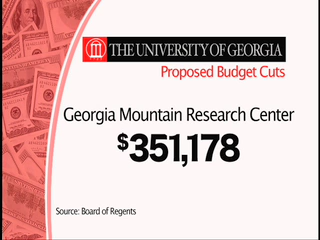 THE UNIVERSITY OF GEORGIA
Proposed Budget Cuts
Georgia Mountain Research Center
$351,178
Source: Board of Regents